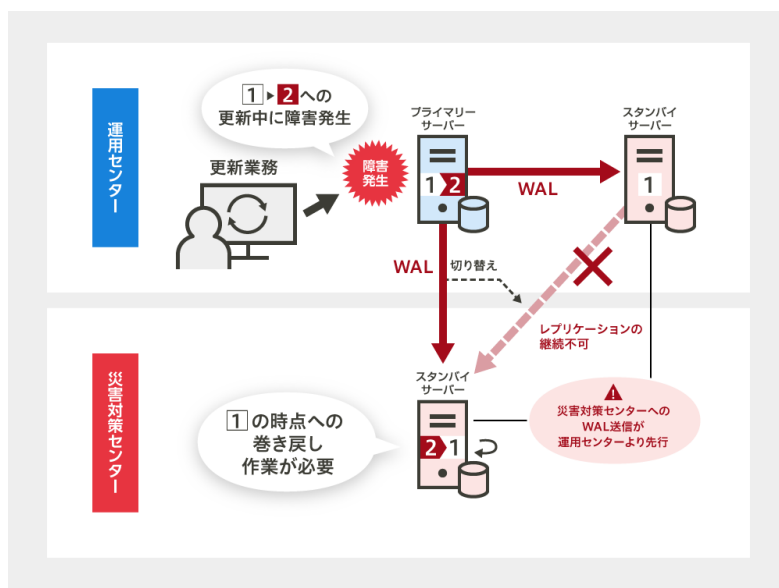 運用センター
1 ▶ 2 への
更新中に障害発生
更新業務
障害
発生
プライマリー
サーバー
1 2
WAL
スタンバイ
サーバー
1
WAL
切り替え
レプリケーションの
継続不可
災害対策センター
スタンバイ
サーバー
2 1
1 の時点への
巻き戻し
作業が必要
災害対策センターへの
WAL送信が
運用センターより先行